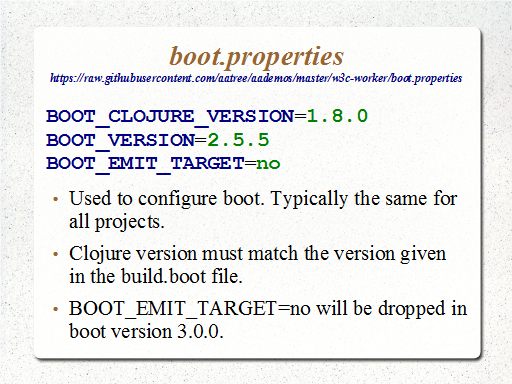 boot.properties
https://raw.githubusercontent.com/aatree/aademos/master/w3c-worker/boot.properties
BOOT_CLOJURE_VERSION=1.8.0
BOOT_VERSION=2.5.5
BOOT_EMIT_TARGET=no
• Used to configure boot. Typically the same for
all projects.
• Clojure version must match the version given
in the build.boot file.
• BOOT_EMIT_TARGET=no will be dropped in
boot version 3.0.0.